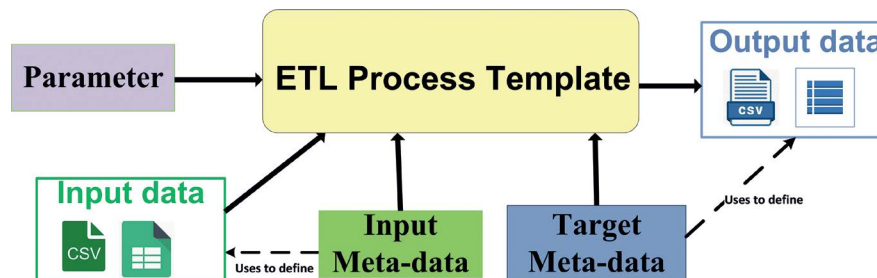 Output data
Parameter
ETL Process Template
CSV
Input data
Uses to define
CSV
Input
Meta-data
Target
Meta-data
Uses to define